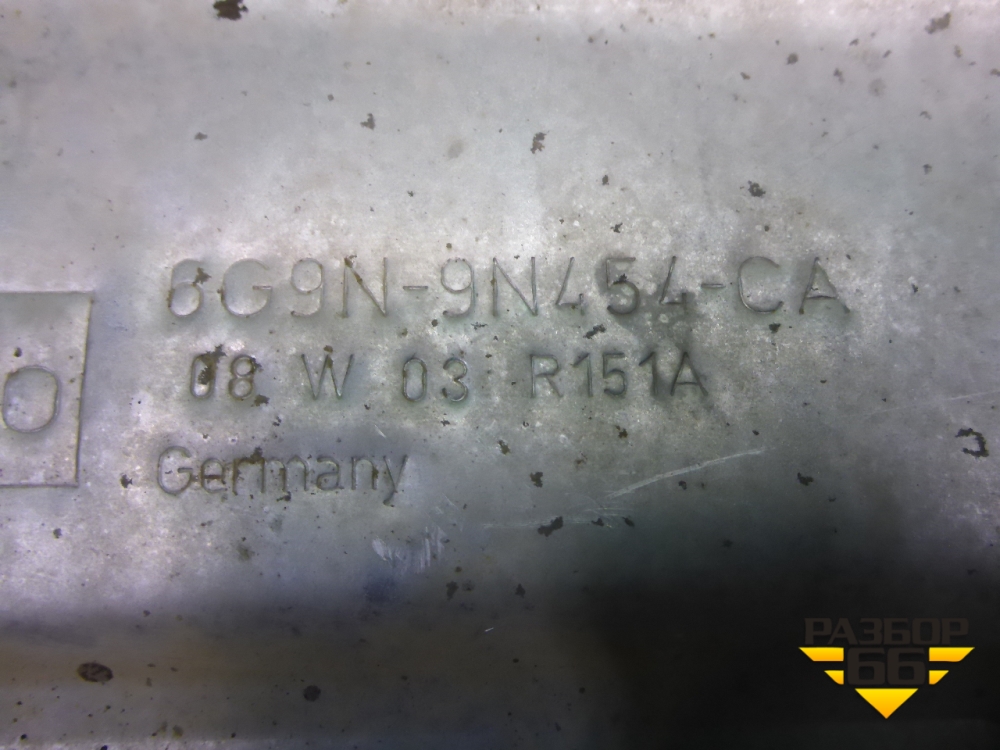 6G9N-9N454-CA
08 W 03 R151A
Germany
O
РАЗБОР
66